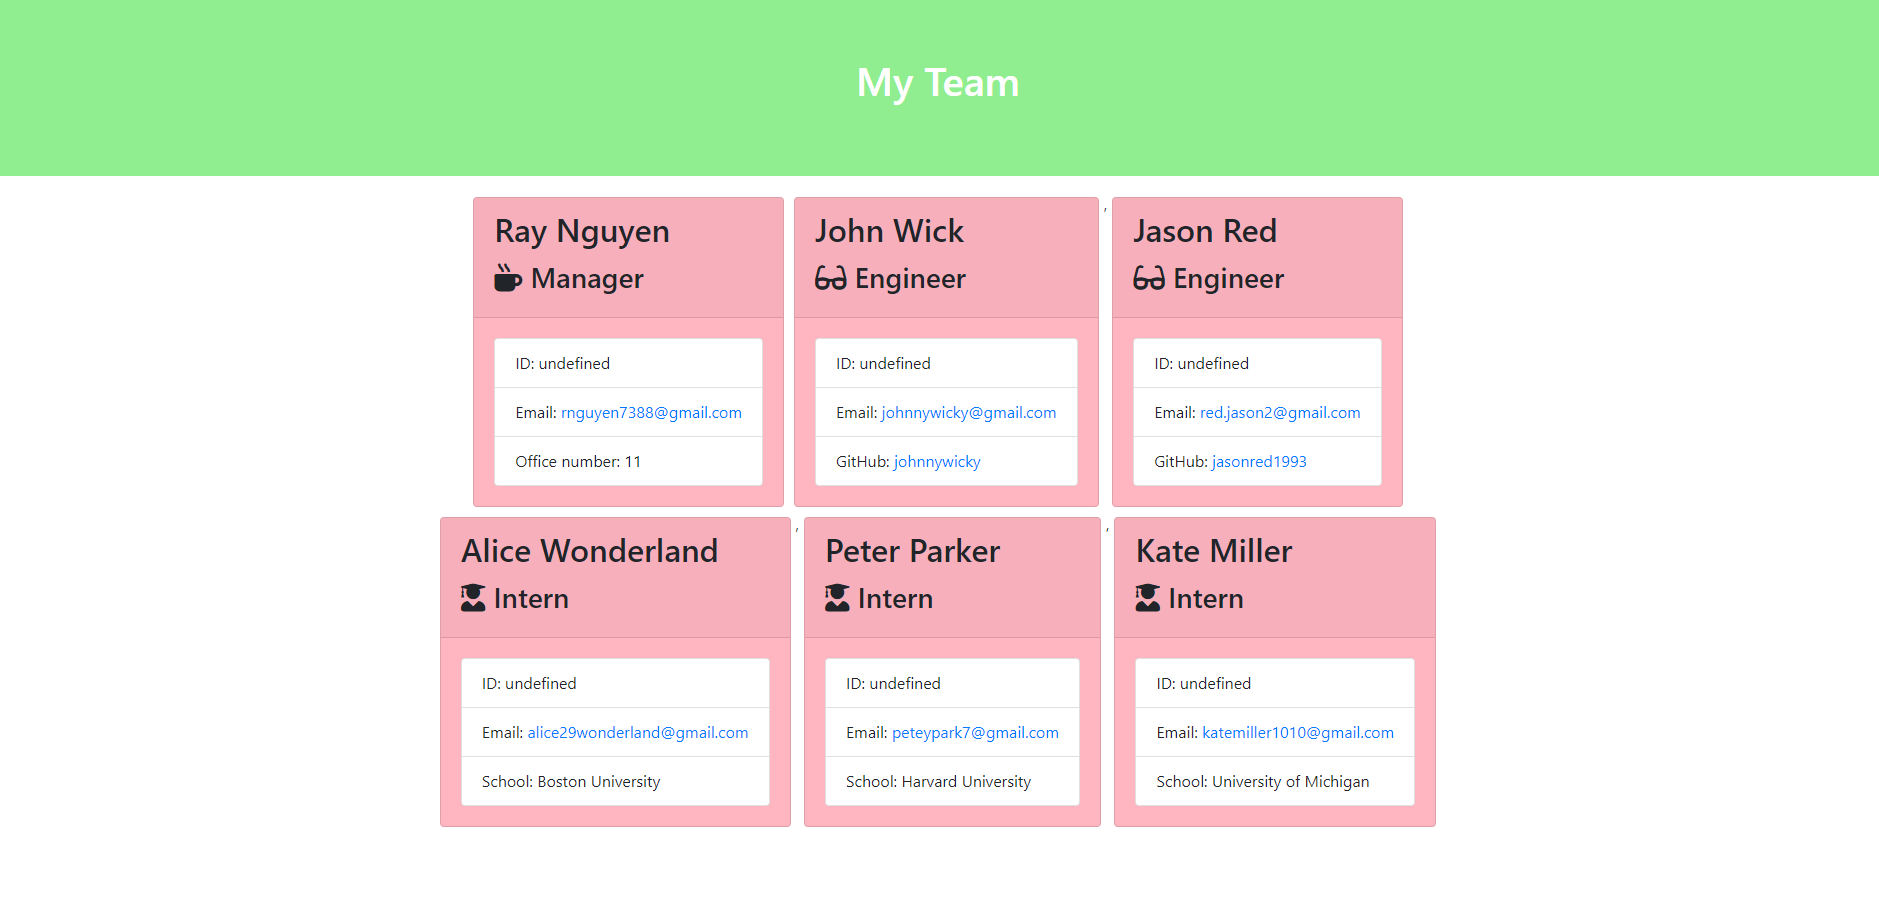 My Team
Ray Nguyen
Manager
ID: undefined
Email: rnguyen7388@gmail.com
Office number: 11
John Wick
Engineer
ID: undefined
Email: johnnywicky@gmail.com
GitHub: johnnywicky
,
Jason Red
Engineer
ID: undefined
Email: red.jason2@gmail.com
GitHub: jasonred1993
Alice Wonderland
Intern
ID: undefined
Email: alice29wonderland@gmail.com
School: Boston University
,
Peter Parker
Intern
ID: undefined
Email: peteypark7@gmail.com
School: Harvard University
,
Kate Miller
Intern
ID: undefined
Email: katemiller1010@gmail.com
School: University of Michigan